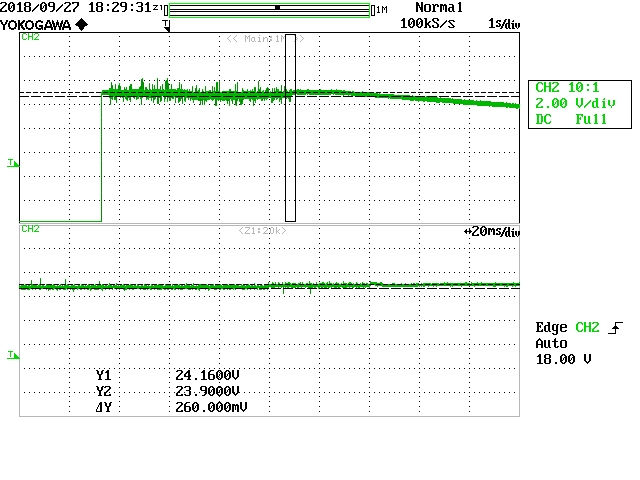 2018/09/27 18:29:31 Z1 1M Normal
YOKOGAWA ◆ T 100kS/s 1s/div
CH2 << Main:1M >>
CH2 10:1
2.00 V/div
DC Full
T
CH2 <Z1:20k> 20ms/div
Edge CH2
Auto
18.00 V
T
Y1 24.1600V
Y2 23.9000V
ΔY 260.000mV